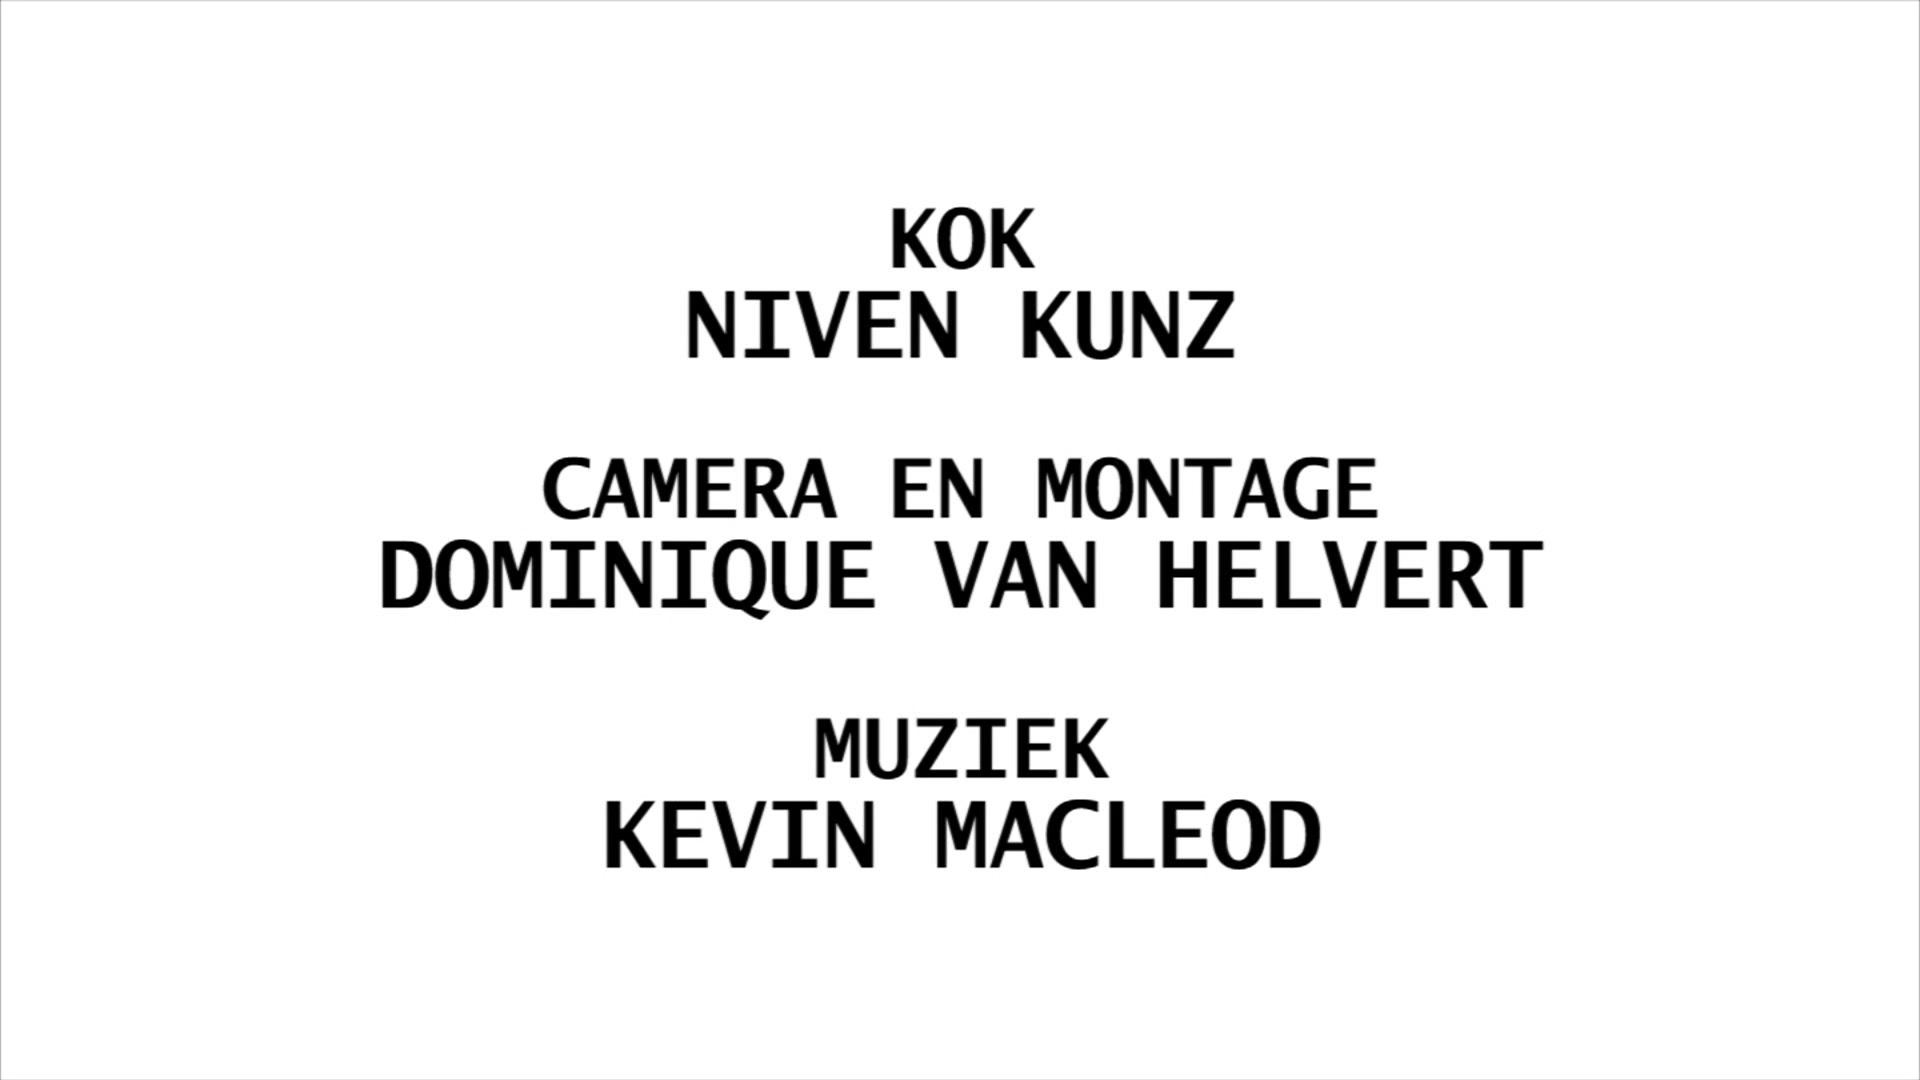 KOK
NIVEN KUNZ
CAMERA EN MONTAGE
DOMINIQUE VAN HELVERT
MUZIEK
KEVIN MACLEOD